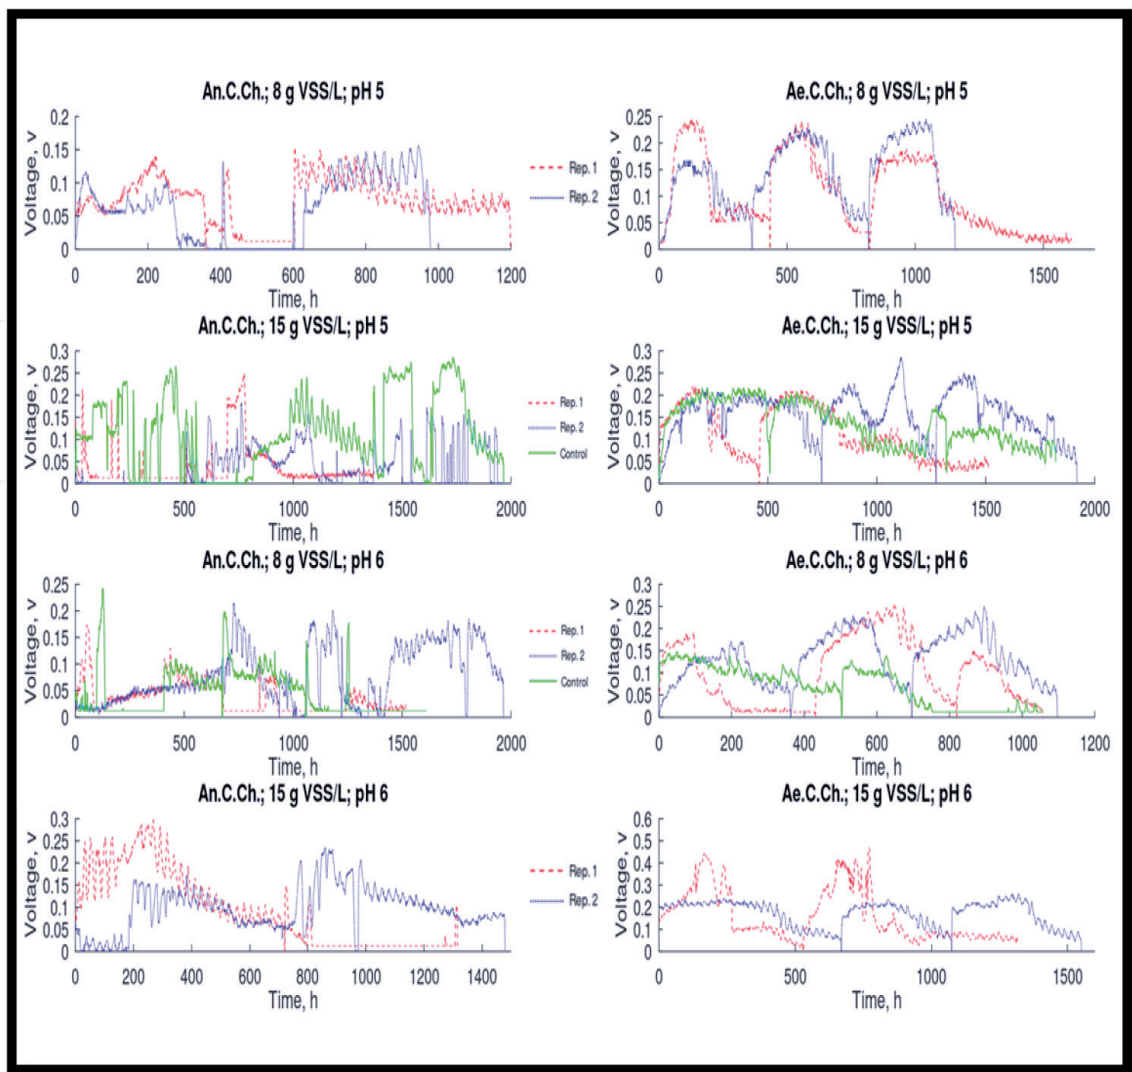 An.C.Ch.; 8 g VSS/L; pH 5
Voltage, v
0.2
0.15
0.1
0.05
0
0 200 400 600 800 1000 1200
Time, h
Rep. 1
Rep. 2
Ae.C.Ch.; 8 g VSS/L; pH 5
Voltage, v
0.25
0.2
0.15
0.1
0.05
0
0 500 1000 1500
Time, h
An.C.Ch.; 15 g VSS/L; pH 5
Voltage, v
0.3
0.25
0.2
0.15
0.1
0.05
0
0 500 1000 1500 2000
Time, h
Rep. 1
Rep. 2
Control
Ae.C.Ch.; 15 g VSS/L; pH 5
Voltage, v
0.3
0.25
0.2
0.15
0.1
0.05
0
0 500 1000 1500 2000
Time, h
An.C.Ch.; 8 g VSS/L; pH 6
Voltage, v
0.25
0.2
0.15
0.1
0.05
0
0 500 1000 1500 2000
Time, h
Rep. 1
Rep. 2
Control
Ae.C.Ch.; 8 g VSS/L; pH 6
Voltage, v
0.3
0.25
0.2
0.15
0.1
0.05
0
0 200 400 600 800 1000 1200
Time, h
An.C.Ch.; 15 g VSS/L; pH 6
Voltage, v
0.3
0.25
0.2
0.15
0.1
0.05
0
0 200 400 600 800 1000 1200 1400
Time, h
Rep. 1
Rep. 2
Ae.C.Ch.; 15 g VSS/L; pH 6
Voltage, v
0.6
0.5
0.4
0.3
0.2
0.1
0
0 500 1000 1500
Time, h